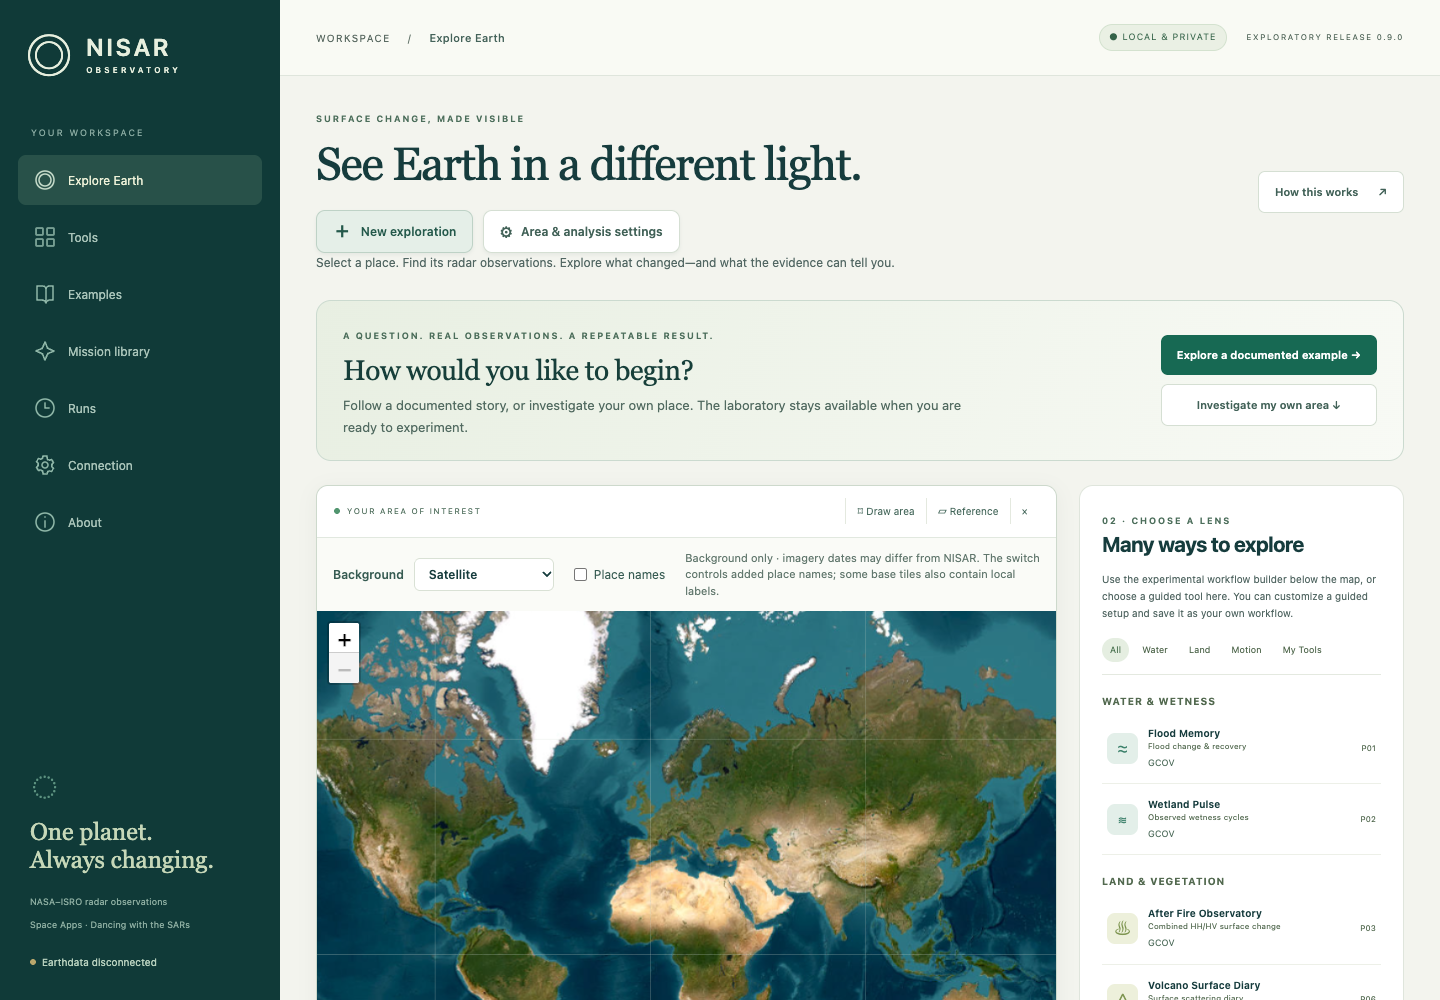 NISAR
OBSERVATORY
YOUR WORKSPACE
Explore Earth
Tools
Examples
Mission library
Runs
Connection
About
One planet.
Always changing.
NASA–ISRO radar observations
Space Apps · Dancing with the SARs
Earthdata disconnected
WORKSPACE / Explore Earth
LOCAL & PRIVATE
EXPLORATORY RELEASE 0.9.0
SURFACE CHANGE, MADE VISIBLE
See Earth in a different light.
How this works ↗
+ New exploration
⚙ Area & analysis settings
Select a place. Find its radar observations. Explore what changed—and what the evidence can tell you.
A QUESTION. REAL OBSERVATIONS. A REPEATABLE RESULT.
How would you like to begin?
Follow a documented story, or investigate your own place. The laboratory stays available when you are
ready to experiment.
Explore a documented example →
Investigate my own area ↓
YOUR AREA OF INTEREST
⌑ Draw area
▱ Reference
×
Background
Satellite
Place names
Background only · imagery dates may differ from NISAR. The switch
controls added place names; some base tiles also contain local
labels.
+
−
02 · CHOOSE A LENS
Many ways to explore
Use the experimental workflow builder below the map, or
choose a guided tool here. You can customize a guided
setup and save it as your own workflow.
All Water Land Motion My Tools
WATER & WETNESS
Flood Memory
Flood change & recovery
GCOV
P01
Wetland Pulse
Observed wetness cycles
GCOV
P02
LAND & VEGETATION
After Fire Observatory
Combined HH/HV surface change
GCOV
P03
Volcano Surface Diary
Surface scattering diary
P06